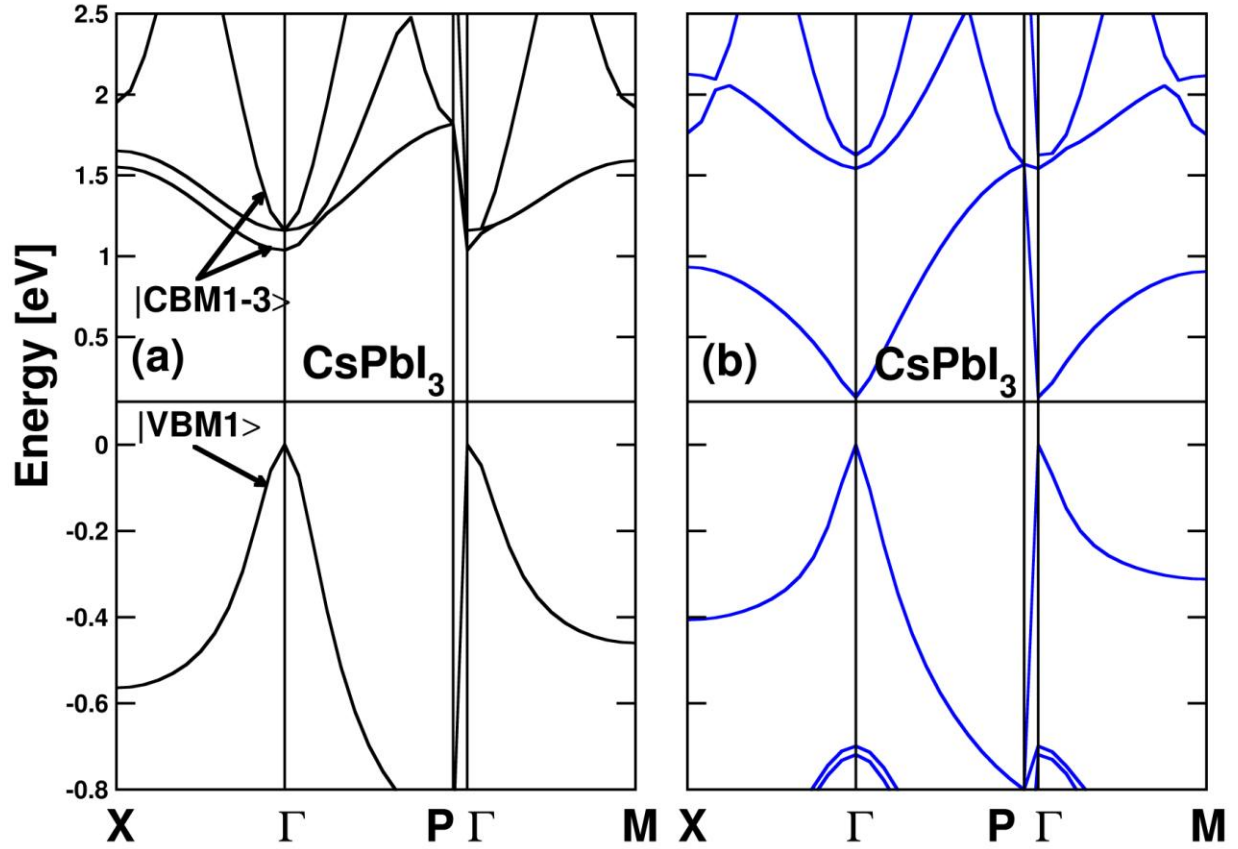 Energy [eV]
2.5
2
1.5
1
0.5
0
-0.2
-0.4
-0.6
-0.8
|CBM1-3>
(a)
CsPbI3
|VBM1>
X Γ P Γ M
(b)
CsPbI3
X Γ P Γ M